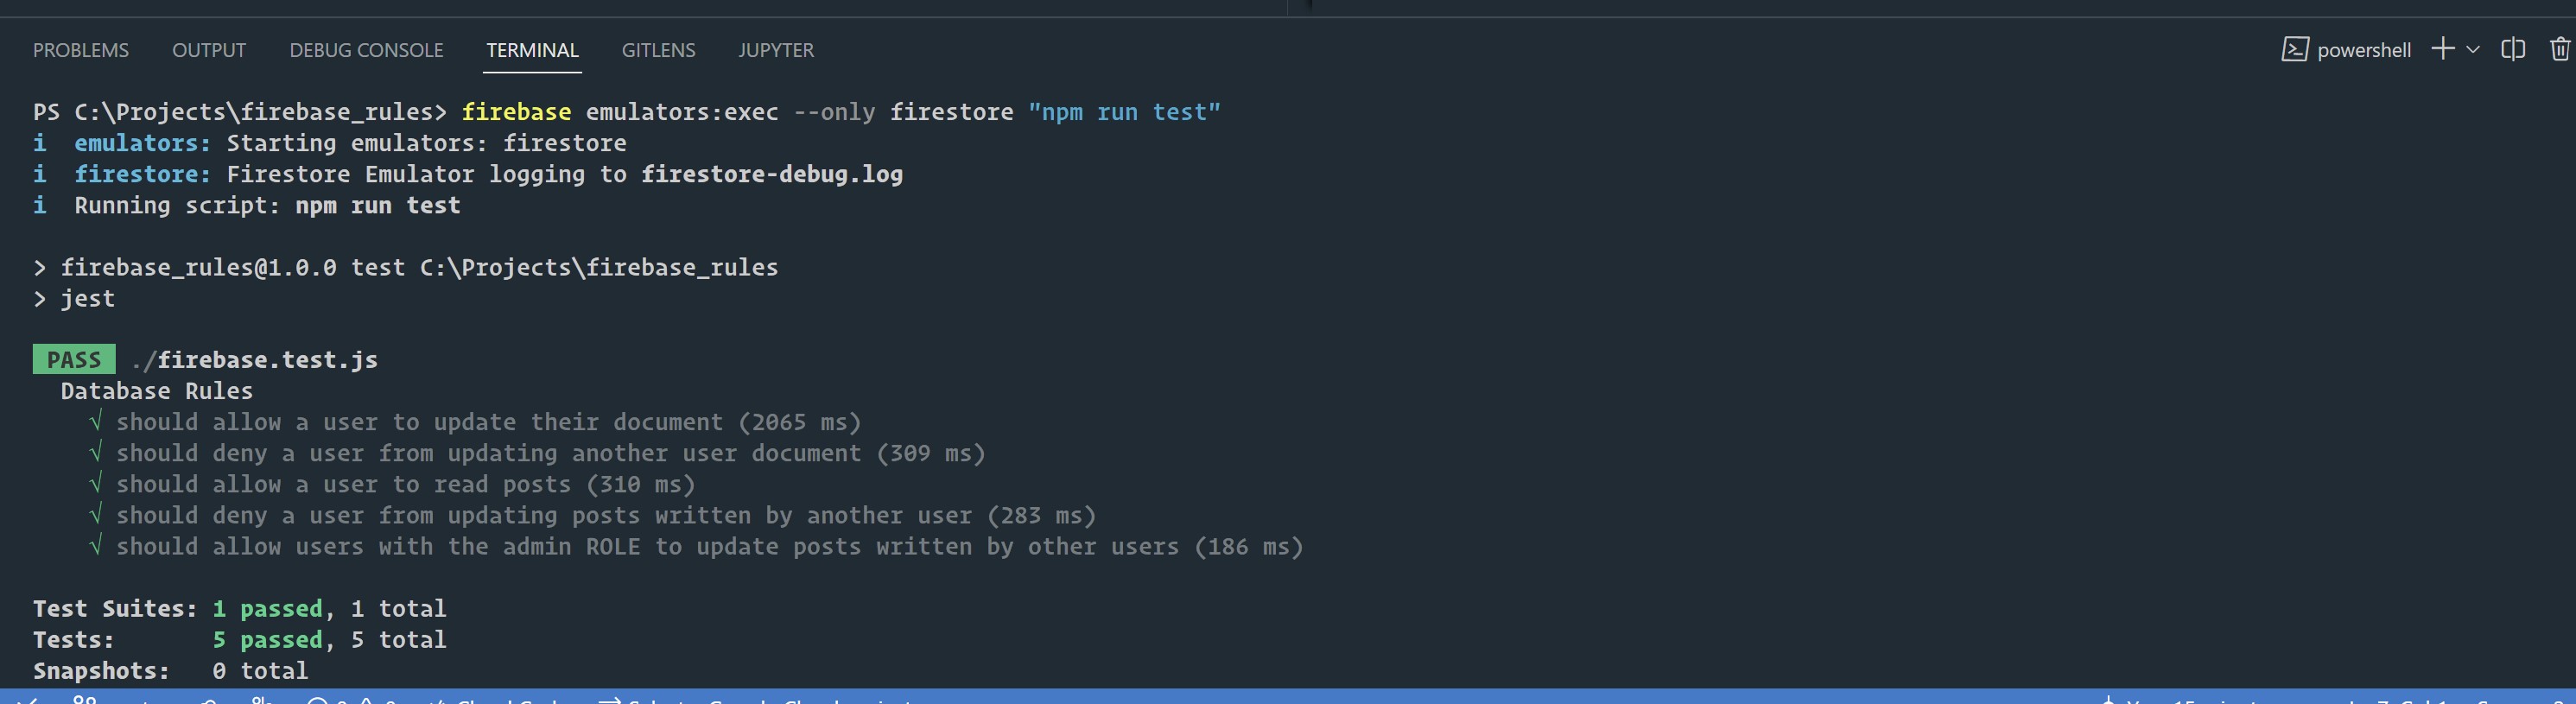 PROBLEMS OUTPUT DEBUG CONSOLE TERMINAL GITLENS JUPYTER powershell
PS C:\Projects\firebase_rules> firebase emulators:exec --only firestore "npm run test"
i emulators: Starting emulators: firestore
i firestore: Firestore Emulator logging to firestore-debug.log
i Running script: npm run test
> firebase_rules@1.0.0 test C:\Projects\firebase_rules
> jest
PASS ./firebase.test.js
Database Rules
√ should allow a user to update their document (2065 ms)
√ should deny a user from updating another user document (309 ms)
√ should allow a user to read posts (310 ms)
√ should deny a user from updating posts written by another user (283 ms)
√ should allow users with the admin ROLE to update posts written by other users (186 ms)
Test Suites: 1 passed, 1 total
Tests: 5 passed, 5 total
Snapshots: 0 total